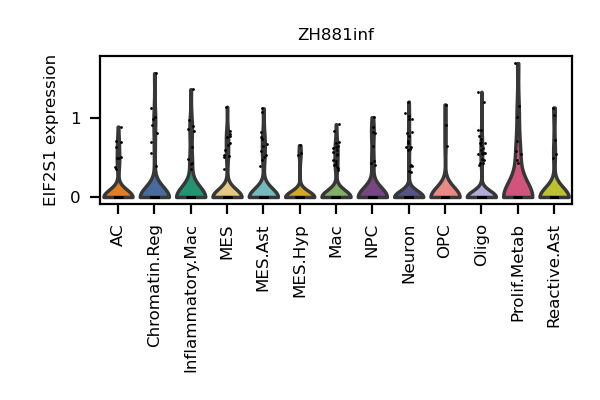 ZH881inf
EIF2S1 expression
1
0
AC
Chromatin.Reg
Inflammatory.Mac
MES
MES.Ast
MES.Hyp
Mac
NPC
Neuron
OPC
Oligo
Prolif.Metab
Reactive.Ast